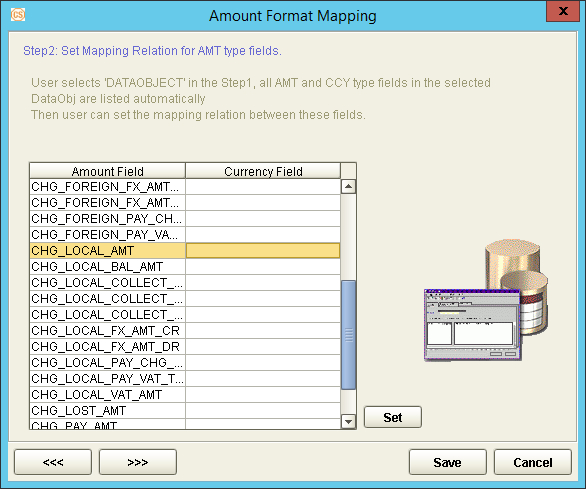 Amount Format Mapping
x
Step2: Set Mapping Relation for AMT type fields.
User selects 'DATAOBJECT' in the Step1, all AMT and CCY type fields in the selected
DataObj are listed automatically
Then user can set the mapping relation between these fields.
Amount Field Currency Field
CHG_FOREIGN_FX_AMT...
CHG_FOREIGN_FX_AMT...
CHG_FOREIGN_PAY_CH...
CHG_FOREIGN_PAY_VA...
CHG_LOCAL_AMT
CHG_LOCAL_BAL_AMT
CHG_LOCAL_COLLECT_...
CHG_LOCAL_COLLECT_...
CHG_LOCAL_COLLECT_...
CHG_LOCAL_FX_AMT_CR
CHG_LOCAL_FX_AMT_DR
CHG_LOCAL_PAY_CHG_...
CHG_LOCAL_PAY_VAT_T...
CHG_LOCAL_VAT_AMT
CHG_LOST_AMT
CHG_PAY_AMT
Set
<<< >>> Save Cancel